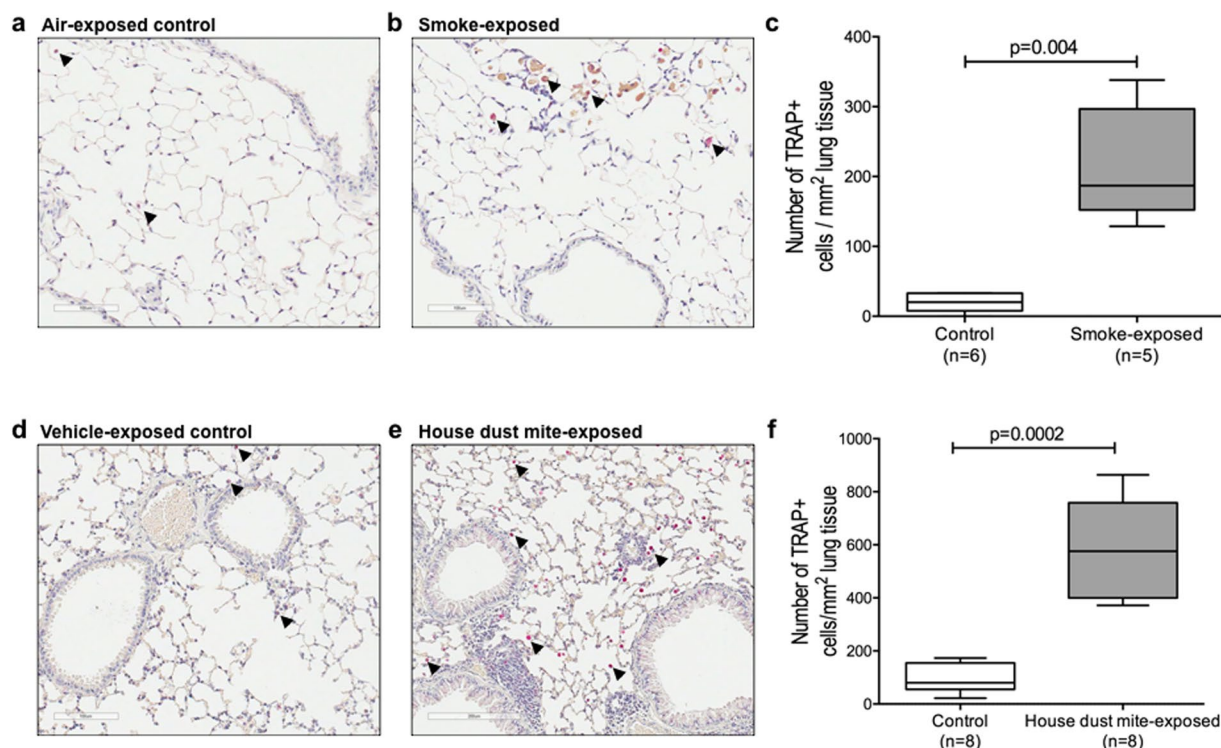 a Air-exposed control
b Smoke-exposed
c
400
300
200
100
0
Number of TRAP+
cells / mm² lung tissue
p=0.004
Control
(n=6)
Smoke-exposed
(n=5)
d Vehicle-exposed control
e House dust mite-exposed
f
1000
800
600
400
200
0
Number of TRAP+
cells/mm² lung tissue
p=0.0002
Control
(n=8)
House dust mite-exposed
(n=8)